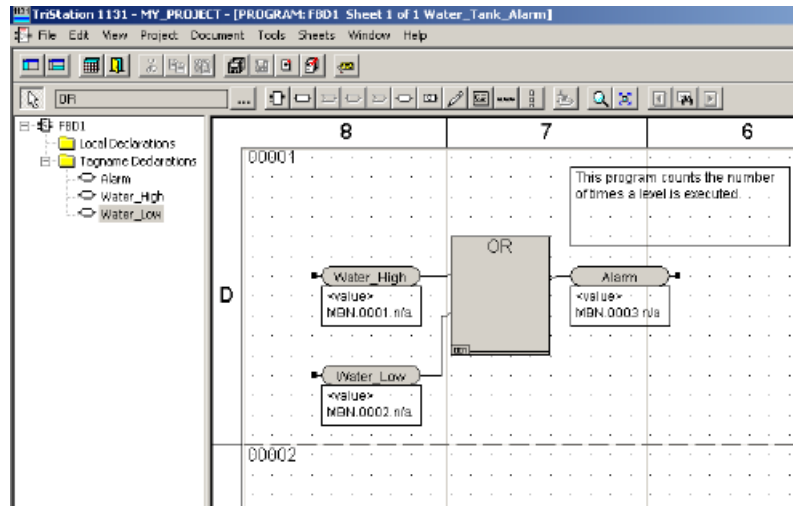 TriStation 1131 - MY_PROJECT - [PROGRAM: FBD1 Sheet 1 of 1 Water_Tank_Alarm]
File Edit View Project Document Tools Sheets Window Help
OR ...
FBD1
Local Declarations
Tagname Declarations
Alarm
Water_High
Water_Low
8 7 6
00001
This program counts the number
of times a level is executed.
OR
Water_High
<value>
MBN.0001.n/a
Alarm
<value>
MBN.0003.n/a
D
001
Water_Low
<value>
MBN.0002.n/a
00002